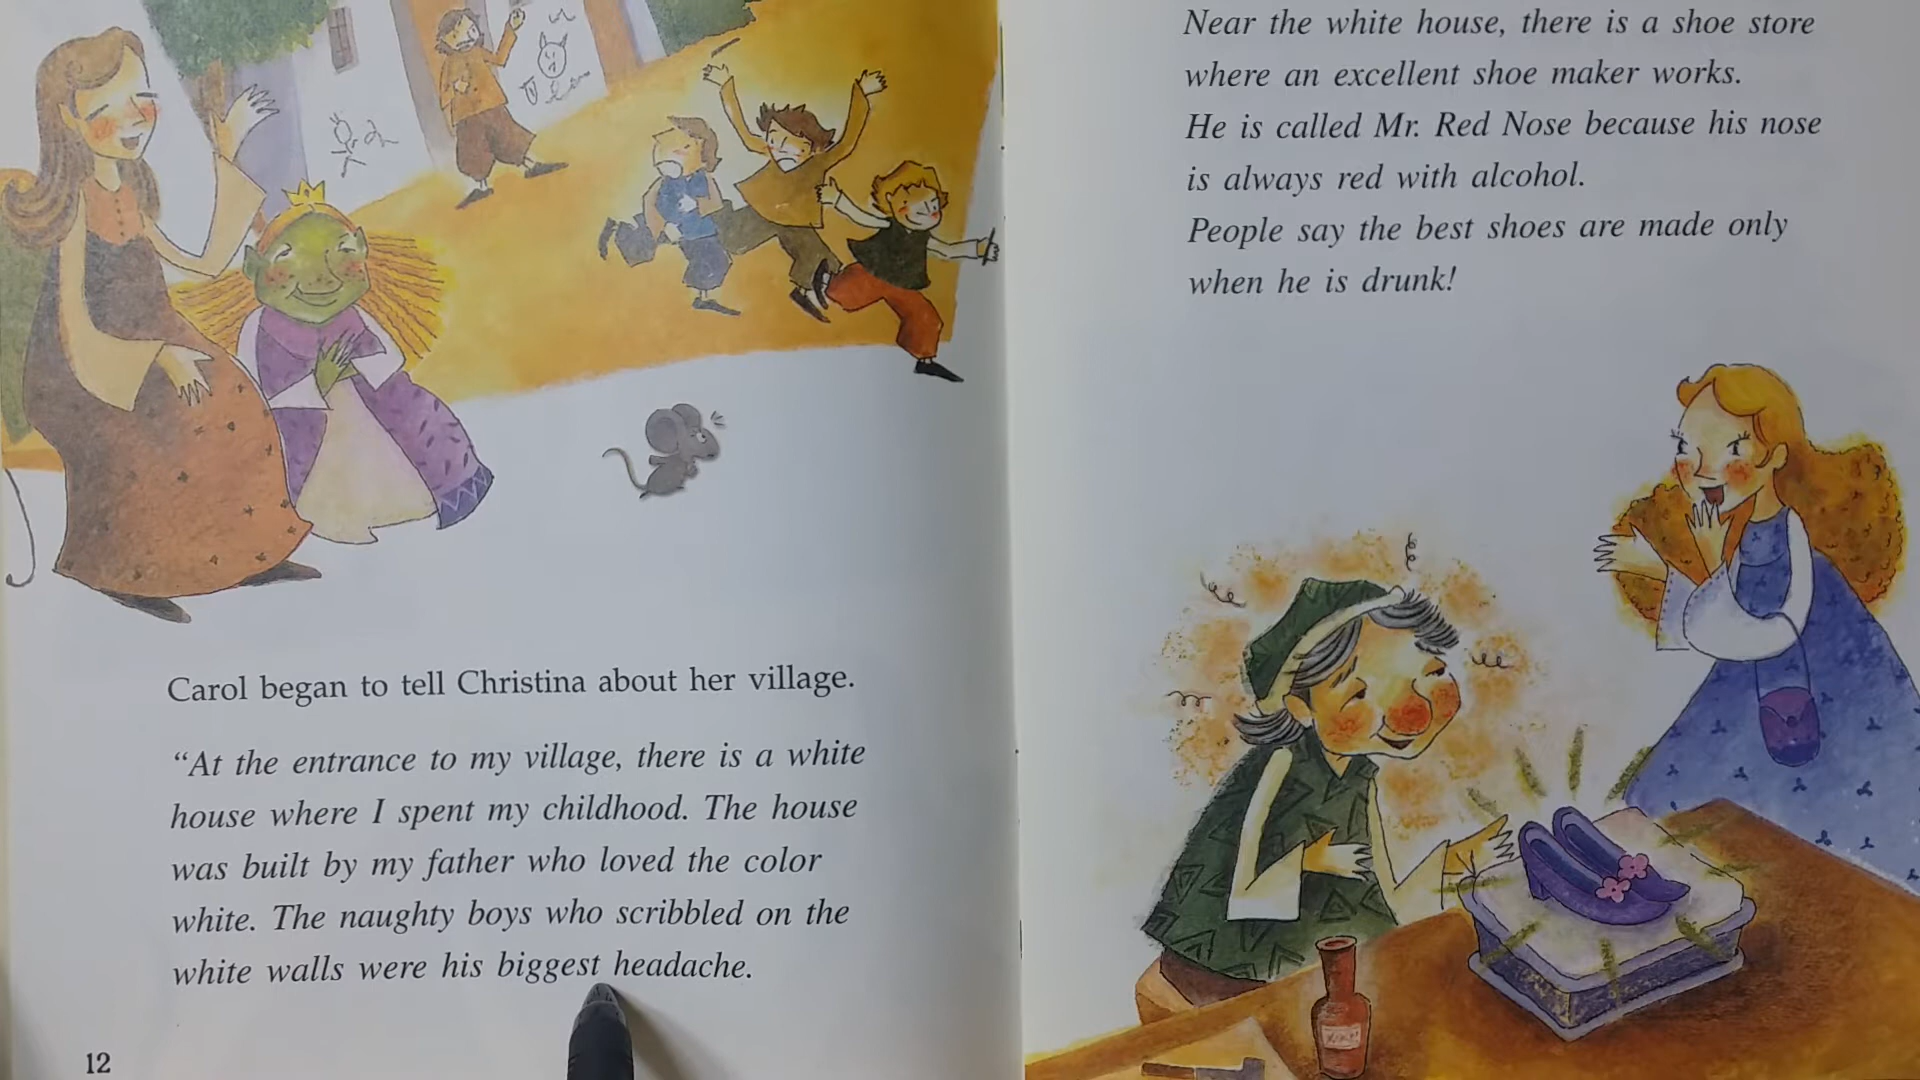 Carol began to tell Christina about her village.
“At the entrance to my village, there is a white
house where I spent my childhood. The house
was built by my father who loved the color
white. The naughty boys who scribbled on the
white walls were his biggest headache.
12
Near the white house, there is a shoe store
where an excellent shoe maker works.
He is called Mr. Red Nose because his nose
is always red with alcohol.
People say the best shoes are made only
when he is drunk!